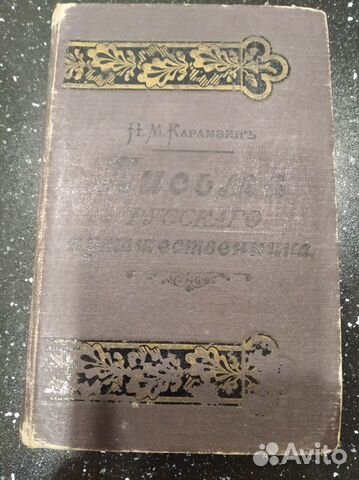 Н. М. Карамзинъ
Письма
РУССКАГО
путешественника.
Avito